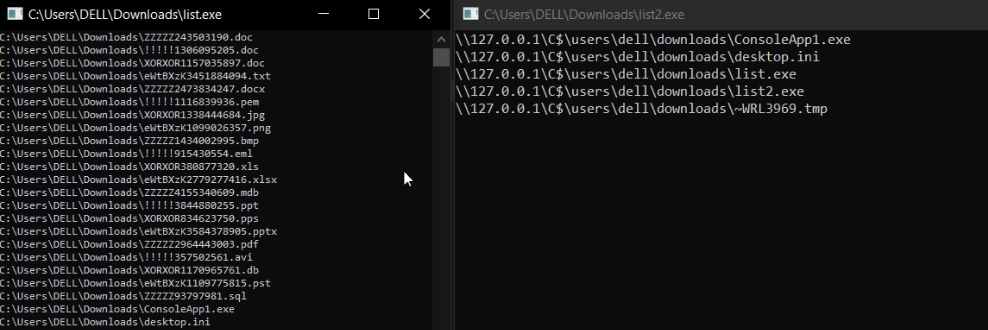 C:\Users\DELL\Downloads\list.exe
C:\Users\DELL\Downloads\ZZZZZ243503190.doc
C:\Users\DELL\Downloads\!!!!!1306095205.doc
C:\Users\DELL\Downloads\XORXOR1157035897.doc
C:\Users\DELL\Downloads\eWtBXzK3451884094.txt
C:\Users\DELL\Downloads\ZZZZZ2473834247.docx
C:\Users\DELL\Downloads\!!!!!1116839936.pem
C:\Users\DELL\Downloads\XORXOR1338444684.jpg
C:\Users\DELL\Downloads\eWtBXzK1099026357.png
C:\Users\DELL\Downloads\ZZZZZ1434002995.bmp
C:\Users\DELL\Downloads\!!!!!915430554.eml
C:\Users\DELL\Downloads\XORXOR380877320.xls
C:\Users\DELL\Downloads\eWtBXzK2779277416.xlsx
C:\Users\DELL\Downloads\ZZZZZ4155340609.mdb
C:\Users\DELL\Downloads\!!!!!3844880255.ppt
C:\Users\DELL\Downloads\XORXOR834623750.pps
C:\Users\DELL\Downloads\eWtBXzK3584378905.pptx
C:\Users\DELL\Downloads\ZZZZZ2964443003.pdf
C:\Users\DELL\Downloads\!!!!!357502561.avi
C:\Users\DELL\Downloads\XORXOR1170965761.db
C:\Users\DELL\Downloads\eWtBXzK1109775815.pst
C:\Users\DELL\Downloads\ZZZZZ93797981.sql
C:\Users\DELL\Downloads\ConsoleApp1.exe
C:\Users\DELL\Downloads\desktop.ini
C:\Users\DELL\Downloads\list2.exe
\\127.0.0.1\C$\users\dell\downloads\ConsoleApp1.exe
\\127.0.0.1\C$\users\dell\downloads\desktop.ini
\\127.0.0.1\C$\users\dell\downloads\list.exe
\\127.0.0.1\C$\users\dell\downloads\list2.exe
\\127.0.0.1\C$\users\dell\downloads\~WRL3969.tmp